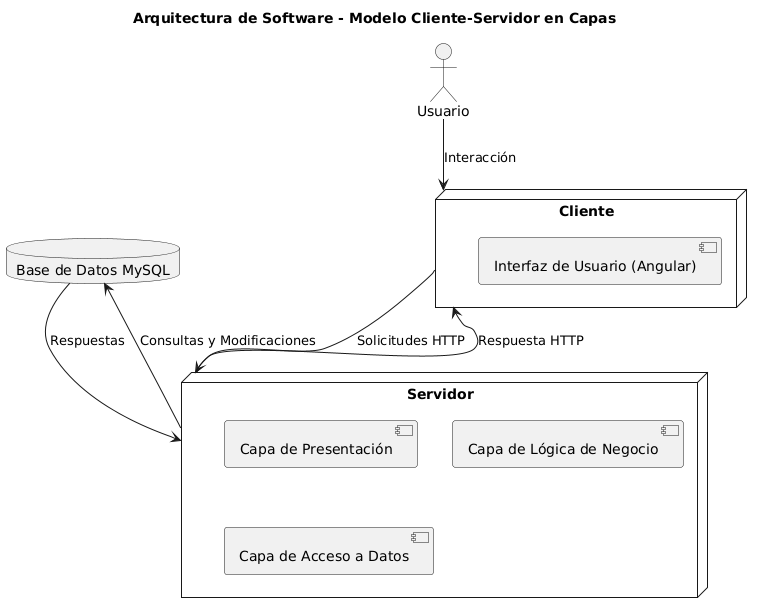 Arquitectura de Software - Modelo Cliente-Servidor en Capas
Usuario
Interacción
Cliente
Interfaz de Usuario (Angular)
Base de Datos MySQL
Respuestas
Consultas y Modificaciones
Solicitudes HTTP
Respuesta HTTP
Servidor
Capa de Presentación
Capa de Lógica de Negocio
Capa de Acceso a Datos